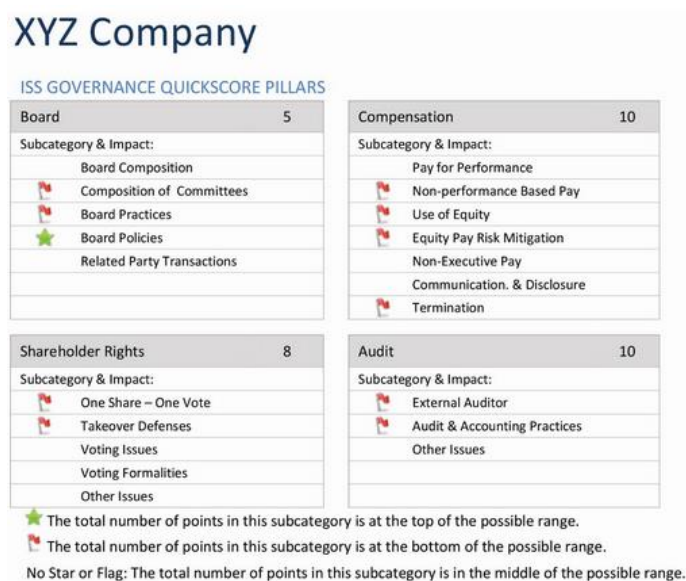 XYZ Company
ISS GOVERNANCE QUICKSCORE PILLARS
Board 5
Subcategory & Impact:
Board Composition
Composition of Committees
Board Practices
Board Policies
Related Party Transactions
Compensation 10
Subcategory & Impact:
Pay for Performance
Non-performance Based Pay
Use of Equity
Equity Pay Risk Mitigation
Non-Executive Pay
Communication. & Disclosure
Termination
Shareholder Rights 8
Subcategory & Impact:
One Share – One Vote
Takeover Defenses
Voting Issues
Voting Formalities
Other Issues
Audit 10
Subcategory & Impact:
External Auditor
Audit & Accounting Practices
Other Issues
The total number of points in this subcategory is at the top of the possible range.
The total number of points in this subcategory is at the bottom of the possible range.
No Star or Flag: The total number of points in this subcategory is in the middle of the possible range.